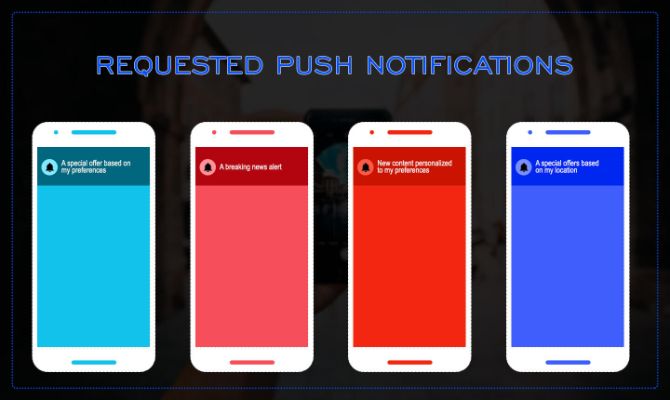 REQUESTED PUSH NOTIFICATIONS
A special offer based on
my preferences
A breaking news alert
New content personalized
to my preferences
A special offers based
on my location